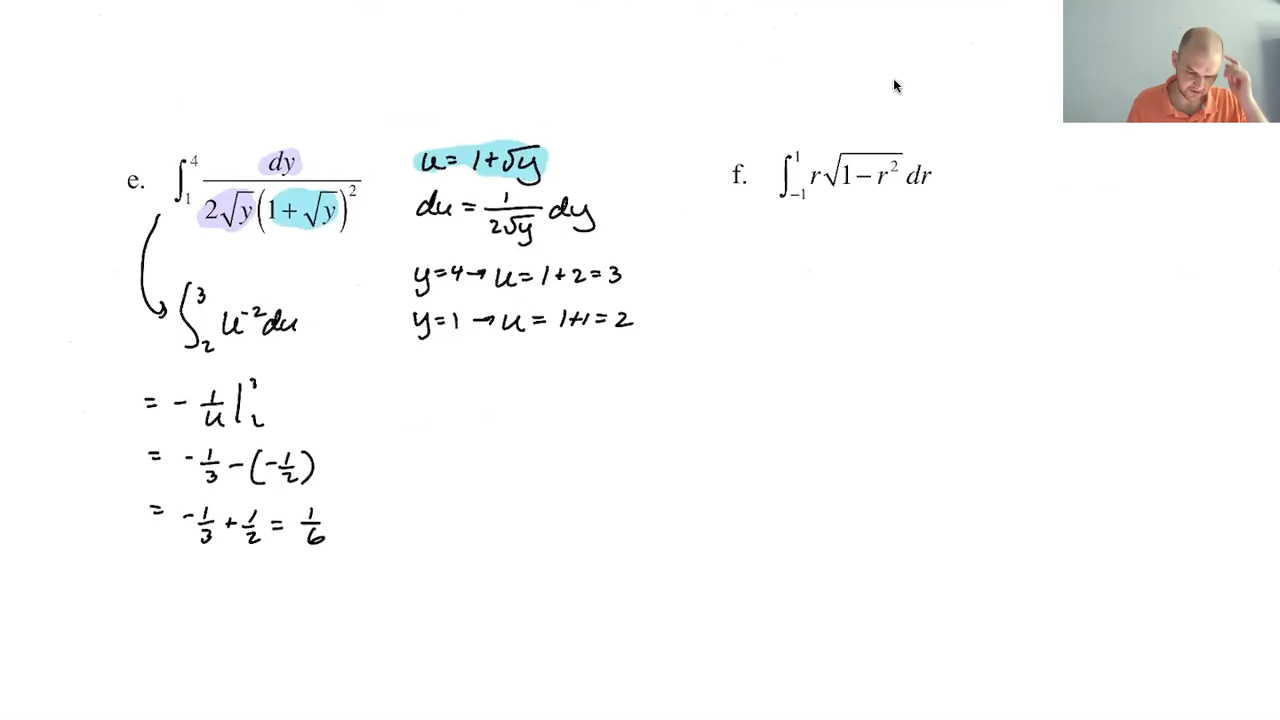 e. ∫₁⁴ dy / (2√y(1+√y)²)
u = 1+√y
du = 1/(2√y) dy
y=4 → u = 1+2 = 3
y=1 → u = 1+1 = 2
∫₂³ u⁻² du
= - 1/u |₂³
= -1/3 - (-1/2)
= -1/3 + 1/2 = 1/6
f. ∫₋₁¹ r√(1−r²) dr